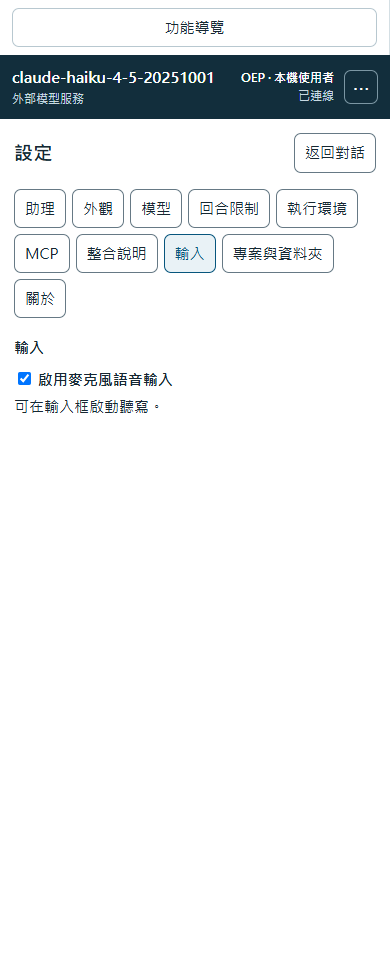 功能導覽
claude-haiku-4-5-20251001
外部模型服務
OEP · 本機使用者
已連線
...
設定
返回對話
助理 外觀 模型 回合限制 執行環境
MCP 整合說明 輸入 專案與資料夾
關於
輸入
啟用麥克風語音輸入
可在輸入框啟動聽寫。